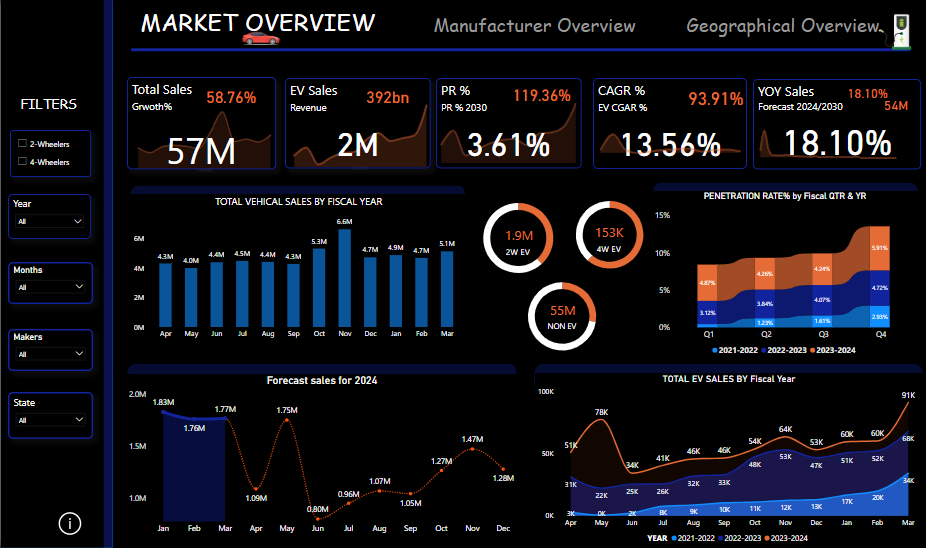 MARKET OVERVIEW
Manufacturer Overview
Geographical Overview
FILTERS
2-Wheelers
4-Wheelers
Year
All
Months
All
Makers
All
State
All
i
Total Sales
Grwoth%
58.76%
57M
EV Sales
Revenue
392bn
2M
PR %
PR % 2030
119.36%
3.61%
CAGR %
EV CGAR %
93.91%
13.56%
YOY Sales
Forecast 2024/2030
18.10%
54M
18.10%
TOTAL VEHICAL SALES BY FISCAL YEAR
6M
4M
2M
0M
4.3M 4.0M 4.4M 4.5M 4.4M 4.3M 5.3M 6.6M 4.7M 4.9M 4.7M 5.1M
Apr May Jun Jul Aug Sep Oct Nov Dec Jan Feb Mar
1.9M
2W EV
153K
4W EV
55M
NON EV
PENETRATION RATE% by Fiscal QTR & YR
15%
10%
5%
0%
4.87% 4.26% 4.24% 5.91%
3.12% 3.84% 4.07% 4.72%
1.23% 1.61% 2.93%
Q1 Q2 Q3 Q4
2021-2022 2022-2023 2023-2024
Forecast sales for 2024
2.0M
1.5M
1.0M
1.83M 1.76M 1.77M 1.09M 1.75M 0.80M 0.96M 1.07M 1.05M 1.27M 1.47M 1.28M
Jan Feb Mar Apr May Jun Jul Aug Sep Oct Nov Dec
TOTAL EV SALES BY Fiscal Year
100K
50K
0K
51K 78K 34K 41K 46K 46K 54K 64K 53K 60K 60K 91K
31K 22K 25K 26K 32K 33K 48K 53K 47K 51K 52K 68K
3K 0K 2K 8K 9K 10K 11K 12K 13K 17K 20K 34K
Apr May Jun Jul Aug Sep Oct Nov Dec Jan Feb Mar
YEAR 2021-2022 2022-2023 2023-2024